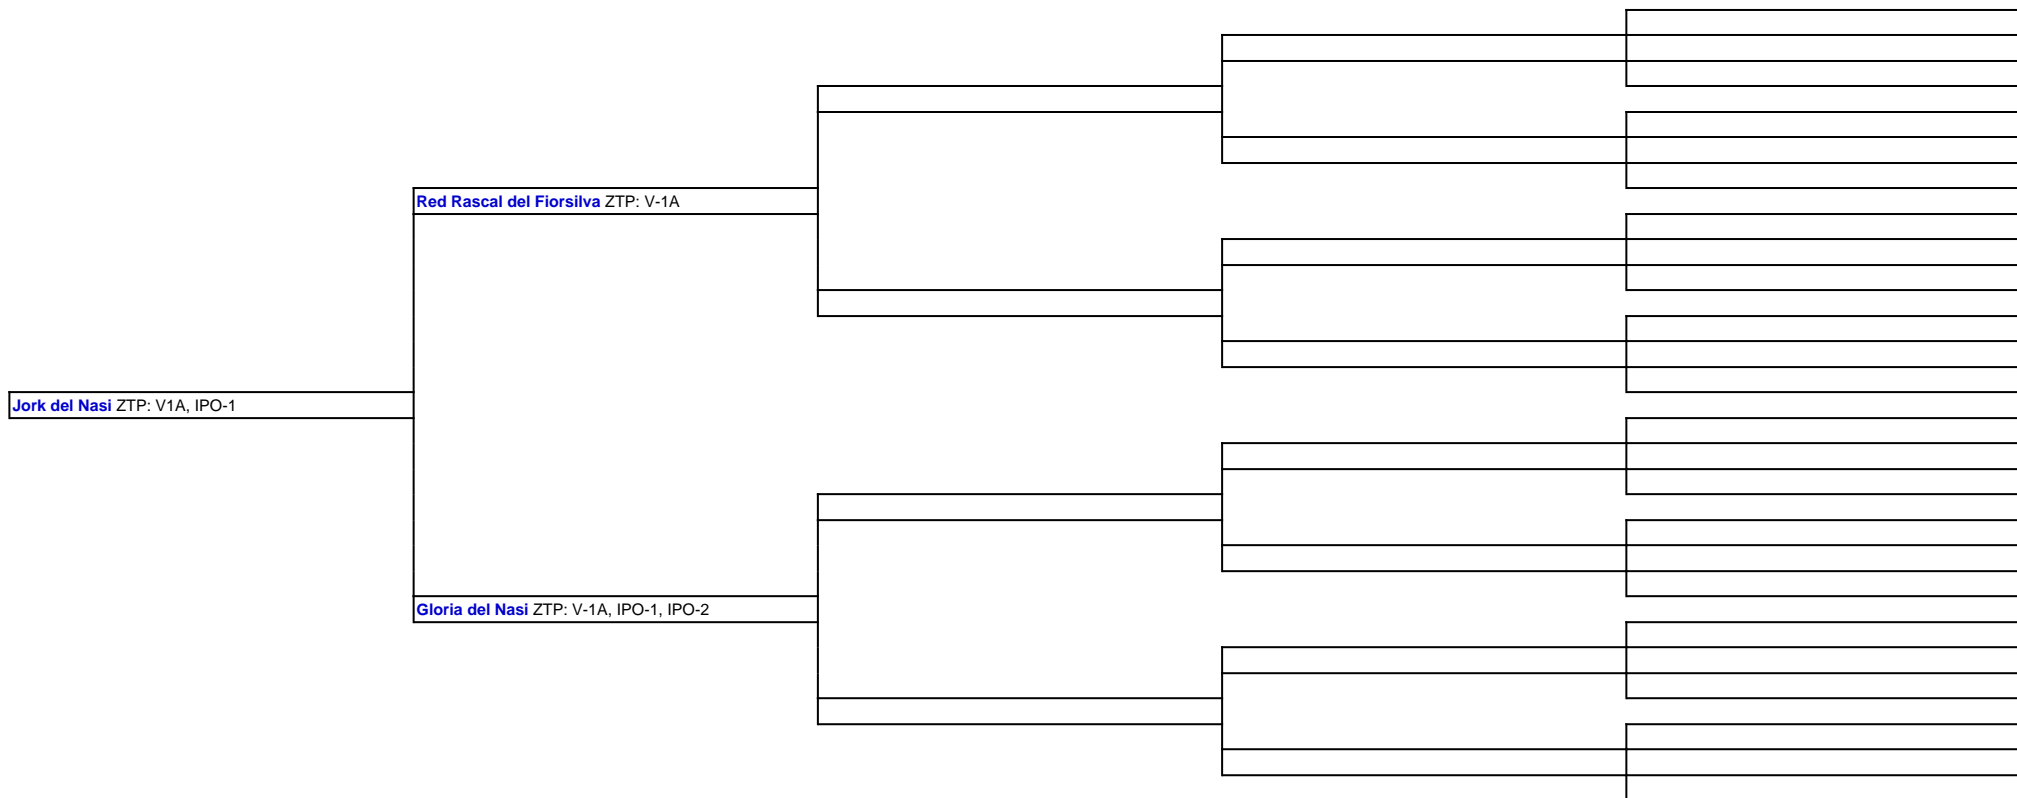 Red Rascal del Fiorsilva ZTP: V-1A
Jork del Nasi ZTP: V1A, IPO-1
Gloria del Nasi ZTP: V-1A, IPO-1, IPO-2